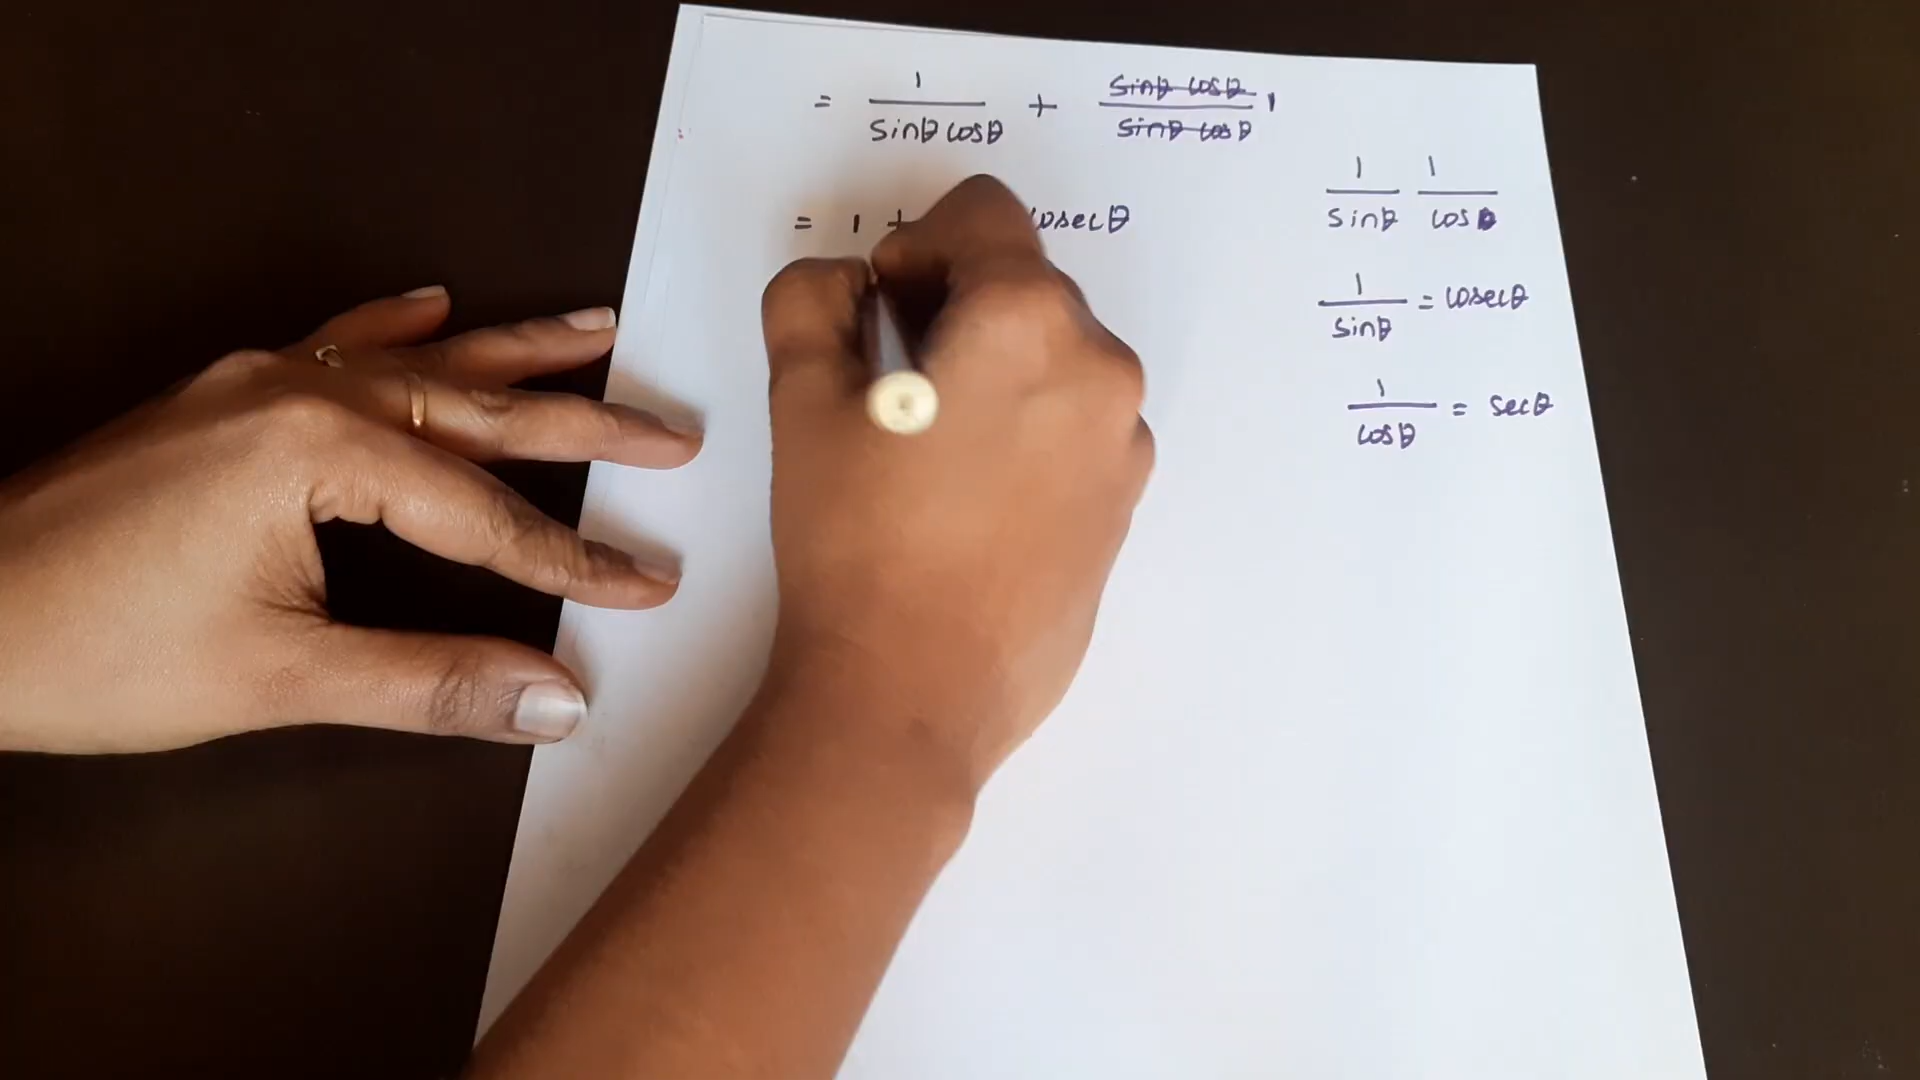 = 1/(sinθ cosθ) + (sinθ cosθ)/(sinθ cosθ) 1
= 1 + cosecθ
1/sinθ 1/cosθ
1/sinθ = cosecθ
1/cosθ = secθ